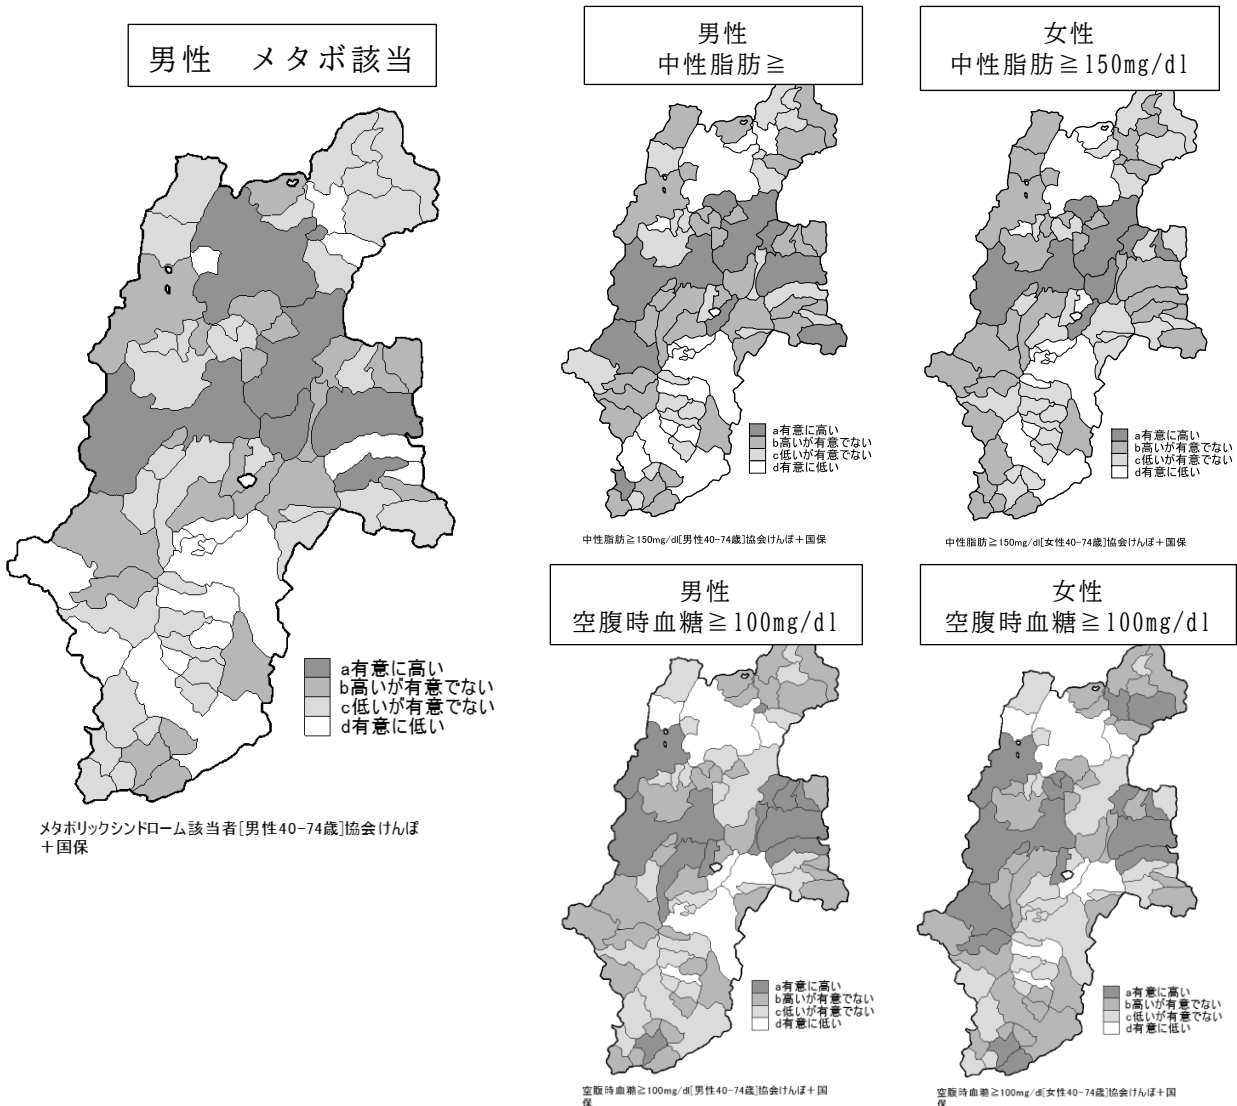 男性　メタボ該当
a有意に高い
b高いが有意でない
c低いが有意でない
d有意に低い
メタボリックシンドローム該当者[男性40-74歳]協会けんぽ
＋国保
男性
中性脂肪≧
a有意に高い
b高いが有意でない
c低いが有意でない
d有意に低い
中性脂肪≧150mg/dl[男性40-74歳]協会けんぽ＋国保
女性
中性脂肪≧150mg/dl
a有意に高い
b高いが有意でない
c低いが有意でない
d有意に低い
中性脂肪≧150mg/dl[女性40-74歳]協会けんぽ＋国保
男性
空腹時血糖≧100mg/dl
a有意に高い
b高いが有意でない
c低いが有意でない
d有意に低い
空腹時血糖≧100mg/dl[男性40-74歳]協会けんぽ＋国
保
女性
空腹時血糖≧100mg/dl
a有意に高い
b高いが有意でない
c低いが有意でない
d有意に低い
空腹時血糖≧100mg/dl[女性40-74歳]協会けんぽ＋国
保